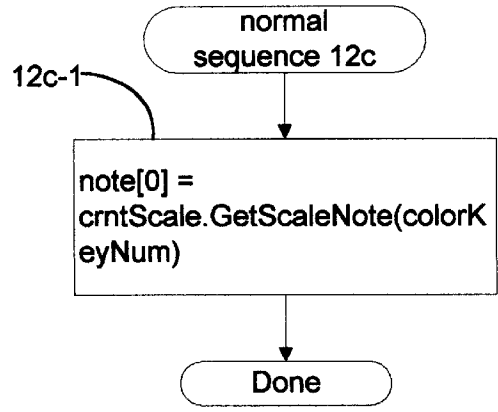 normal
sequence 12c
12c-1
note[0] =
crntScale.GetScaleNote(colorK
eyNum)
Done